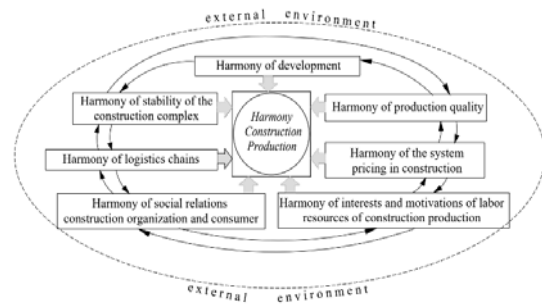 external environment
Harmony of development
Harmony of stability of the
construction complex
Harmony
Construction
Production
Harmony of production quality
Harmony of logistics chains
Harmony of the system
pricing in construction
Harmony of social relations
construction organization and consumer
Harmony of interests and motivations of labor
resources of construction production
external environment